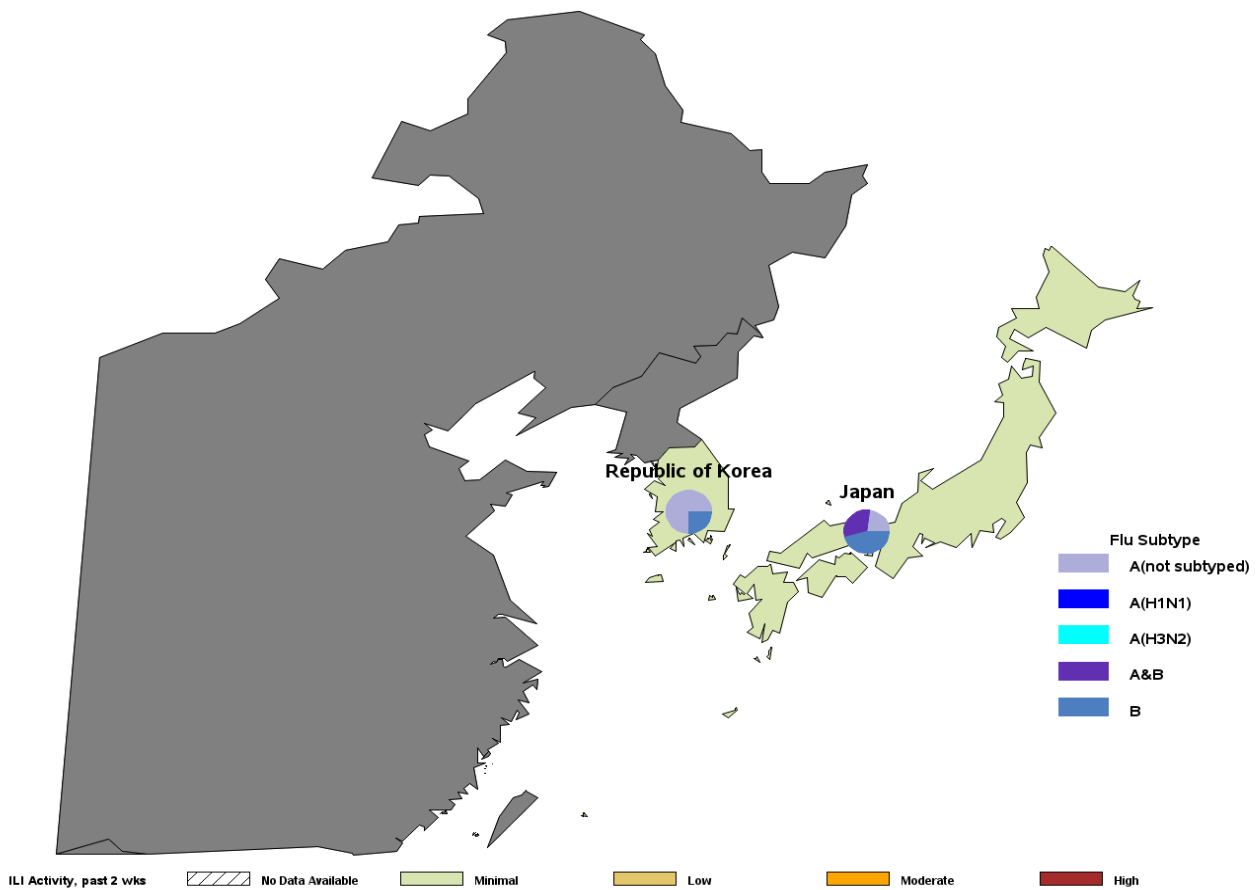 Republic of Korea
Japan
Flu Subtype
A(not subtyped)
A(H1N1)
A(H3N2)
A&B
B
ILI Activity, past 2 wks No Data Available Minimal Low Moderate High